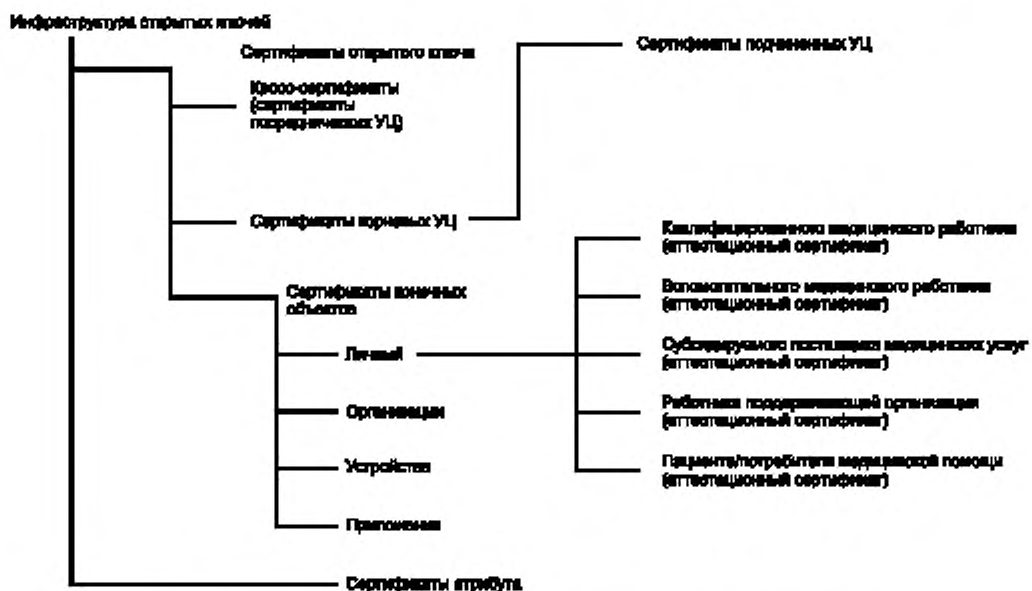 Инфраструктура открытых ключей
Сертификаты открытого ключа
Сертификаты подчиненных УЦ
Кросс-сертификаты
(сертификаты
посреднических УЦ)
Сертификаты корневых УЦ
Квалифицированного медицинского работника
(аттестационный сертификат)
Сертификаты конечных
объектов
Вспомогательного медицинского работника
(аттестационный сертификат)
Личный
Субсидируемого поставщика медицинских услуг
(аттестационный сертификат)
Организации
Работника поддерживающей организации
(аттестационный сертификат)
Устройства
Пациента/потребителя медицинской помощи
(аттестационный сертификат)
Приложения
Сертификаты атрибута